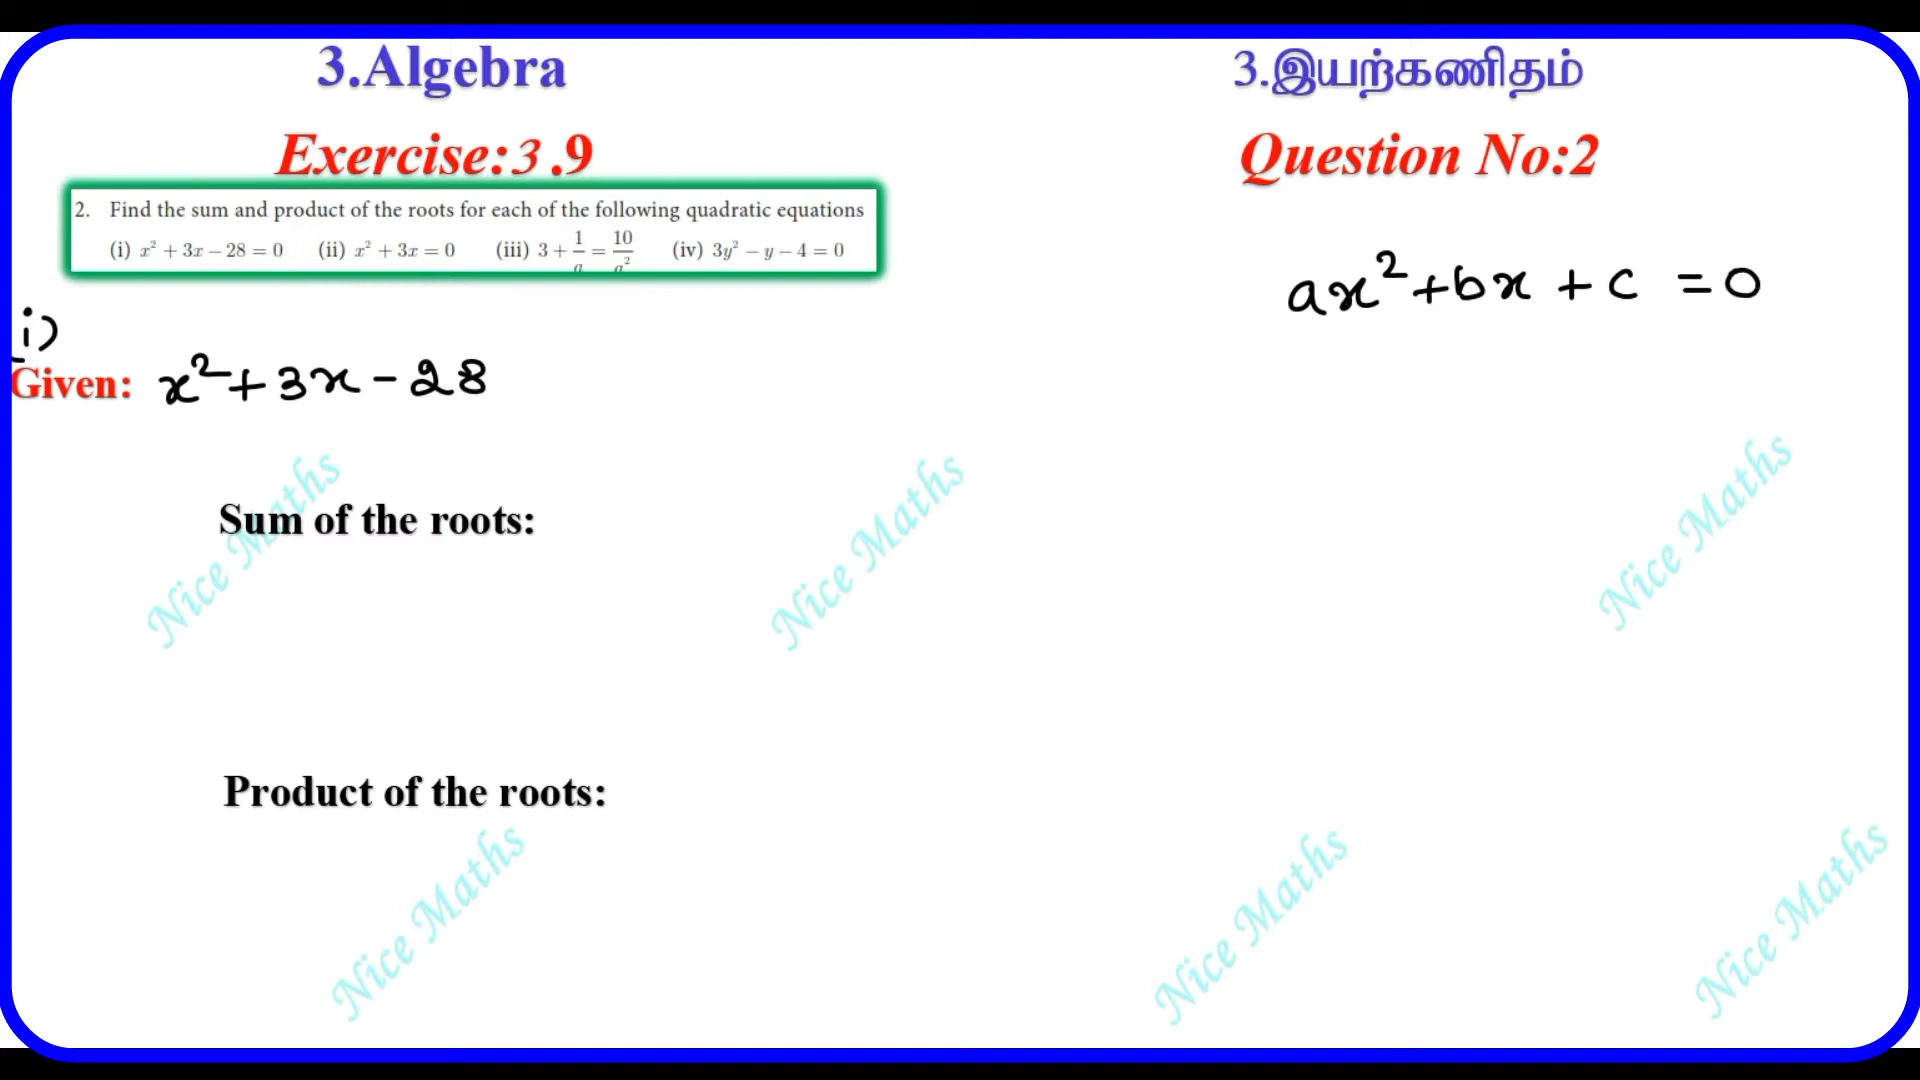 3.Algebra
3.இயற்கணிதம்
Exercise:3.9
Question No:2
2. Find the sum and product of the roots for each of the following quadratic equations
(i) x² + 3x – 28 = 0 (ii) x² + 3x = 0 (iii) 3 + 1/a = 10/a² (iv) 3y² – y – 4 = 0
ax²+bx+c =0
(i)
Given: x²+3x-28
Sum of the roots:
Product of the roots:
Nice Maths
Nice Maths
Nice Maths
Nice Maths
Nice Maths
Nice Maths